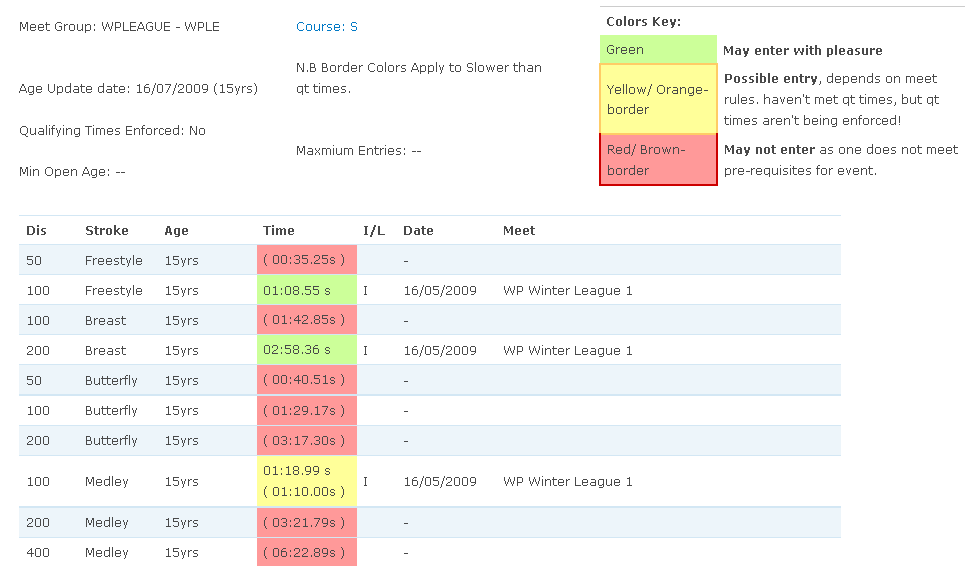 Meet Group: WPLEAGUE - WPLE
Course: S
Age Update date: 16/07/2009 (15yrs)
N.B Border Colors Apply to Slower than
qt times.
Qualifying Times Enforced: No
Maxmium Entries: --
Min Open Age: --
Colors Key:
Green May enter with pleasure
Yellow/ Orange-
border
Possible entry, depends on meet
rules. haven't met qt times, but qt
times aren't being enforced!
Red/ Brown-
border
May not enter as one does not meet
pre-requisites for event.
Dis Stroke Age Time I/L Date Meet
50 Freestyle 15yrs ( 00:35.25s ) -
100 Freestyle 15yrs 01:08.55 s I 16/05/2009 WP Winter League 1
100 Breast 15yrs ( 01:42.85s ) -
200 Breast 15yrs 02:58.36 s I 16/05/2009 WP Winter League 1
50 Butterfly 15yrs ( 00:40.51s ) -
100 Butterfly 15yrs ( 01:29.17s ) -
200 Butterfly 15yrs ( 03:17.30s ) -
100 Medley 15yrs 01:18.99 s I 16/05/2009 WP Winter League 1
( 01:10.00s )
200 Medley 15yrs ( 03:21.79s ) -
400 Medley 15yrs ( 06:22.89s ) -